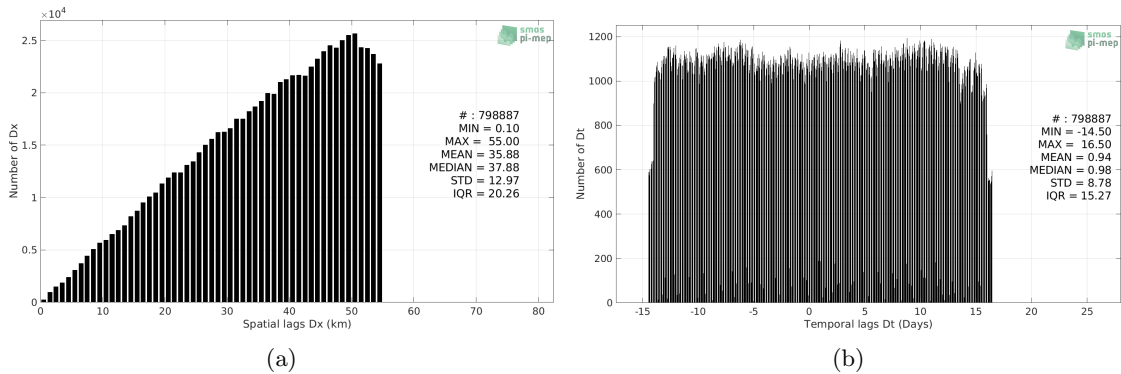 ×10⁴
2.5
2
1.5
1
0.5
0
Number of Dx
0 10 20 30 40 50 60 70 80
Spatial lags Dx (km)
smos
pi-mep
# : 798887
MIN = 0.10
MAX = 55.00
MEAN = 35.88
MEDIAN = 37.88
STD = 12.97
IQR = 20.26
(a)
1200
1000
800
600
400
200
0
Number of Dt
-15 -10 -5 0 5 10 15 20 25
Temporal lags Dt (Days)
smos
pi-mep
# : 798887
MIN = -14.50
MAX = 16.50
MEAN = 0.94
MEDIAN = 0.98
STD = 8.78
IQR = 15.27
(b)